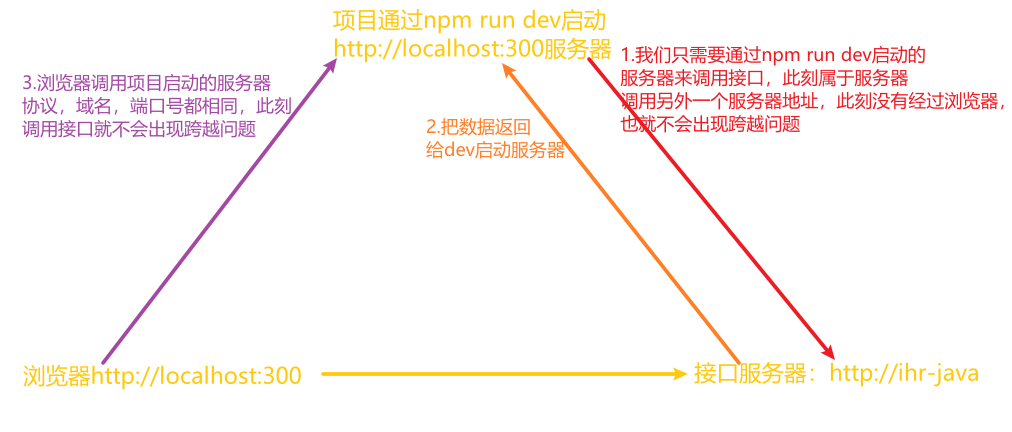 项目通过npm run dev启动
http://localhost:300服务器
1.我们只需要通过npm run dev启动的
服务器来调用接口，此刻属于服务器
调用另外一个服务器地址，此刻没有经过浏览器，
也就不会出现跨越问题
3.浏览器调用项目启动的服务器
协议，域名，端口号都相同，此刻
调用接口就不会出现跨越问题
2.把数据返回
给dev启动服务器
浏览器http://localhost:300
接口服务器：http://ihr-java